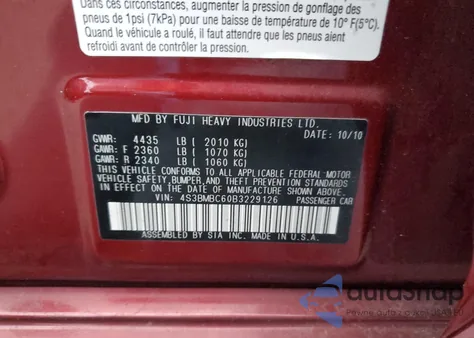 Dans ces circonstances, augmenter la pression de gonflage
des pneus de 1psi (7kPa) pour une baisse de température de 10° F(5°C).
Quand le véhicule a roulé, il faut que les pneus aient
refroidi avant de contrôler la pression.
MFD BY FUJI HEAVY INDUSTRIES LTD.
DATE: 10/10
GVWR: 4435 LB ( 2010 KG)
GAWR: F 2360 LB ( 1070 KG)
GAWR: R 2340 LB ( 1060 KG)
THIS VEHICLE CONFORMS TO ALL APPLICABLE FEDERAL MOTOR
VEHICLE SAFETY, BUMPER, AND THEFT PREVENTION STANDARDS
IN EFFECT ON THE DATE OF MANUFACTURE SHOWN ABOVE.
VIN: 4S3BMBC60B3229126 PASSENGER CAR
ASSEMBLED BY SIA INC. MADE IN U.S.A.
autoSnap